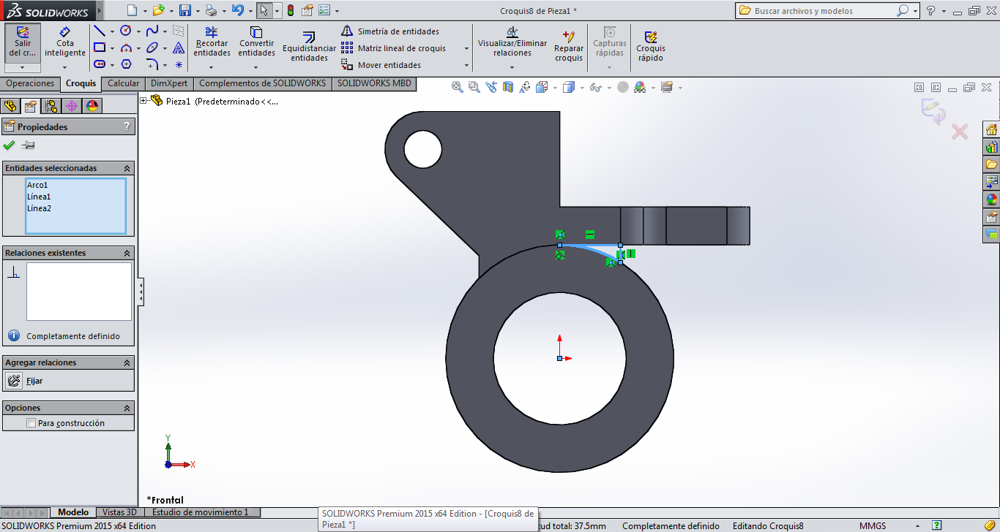 SOLIDWORKS
Croquis8 de Pieza1 *
Buscar archivos y modelos
Salir del cr...
Cota inteligente
Recortar entidades
Convertir entidades
Equidistanciar entidades
Simetría de entidades
Matriz lineal de croquis
Mover entidades
Visualizar/Eliminar relaciones
Reparar croquis
Capturas rápidas
Croquis rápido
Operaciones
Croquis
Calcular
DimXpert
Complementos de SOLIDWORKS
SOLIDWORKS MBD
Pieza1 (Predeterminado<<...
Propiedades
?
Entidades seleccionadas
Arco1
Línea1
Línea2
Relaciones existentes
Completamente definido
Agregar relaciones
Fijar
Opciones
Para construcción
Y
X
*Frontal
Modelo
Vistas 3D
Estudio de movimiento 1
SOLIDWORKS Premium 2015 x64 Edition - [Croquis8 de
Pieza1 *]
SOLIDWORKS Premium 2015 x64 Edition
ud total: 37.5mm
Completamente definido
Editando Croquis8
MMGS